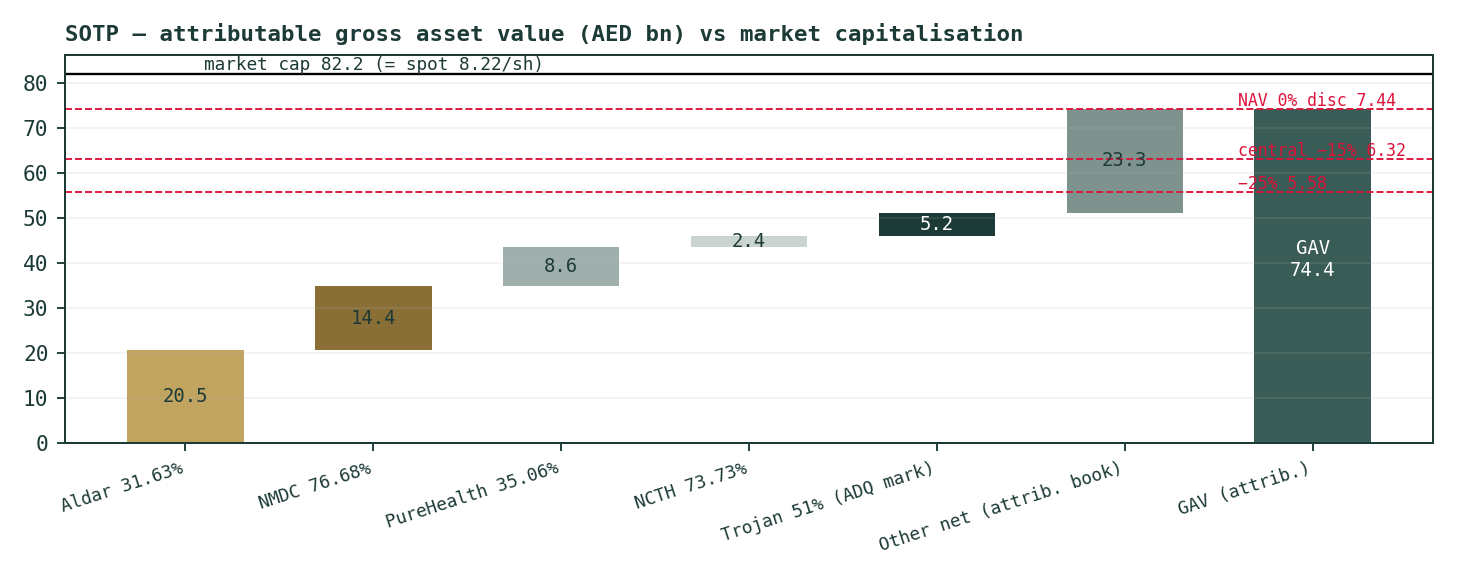 SOTP — attributable gross asset value (AED bn) vs market capitalisation
market cap 82.2 (= spot 8.22/sh)
80
70
60
50
40
30
20
10
0
NAV 0% disc 7.44
central −15% 6.32
−25% 5.58
20.5
14.4
8.6
2.4
5.2
23.3
GAV
74.4
Aldar 31.63%
NMDC 76.68%
PureHealth 35.06%
NCTH 73.73%
Trojan 51% (ADQ mark)
Other net (attrib. book)
GAV (attrib.)